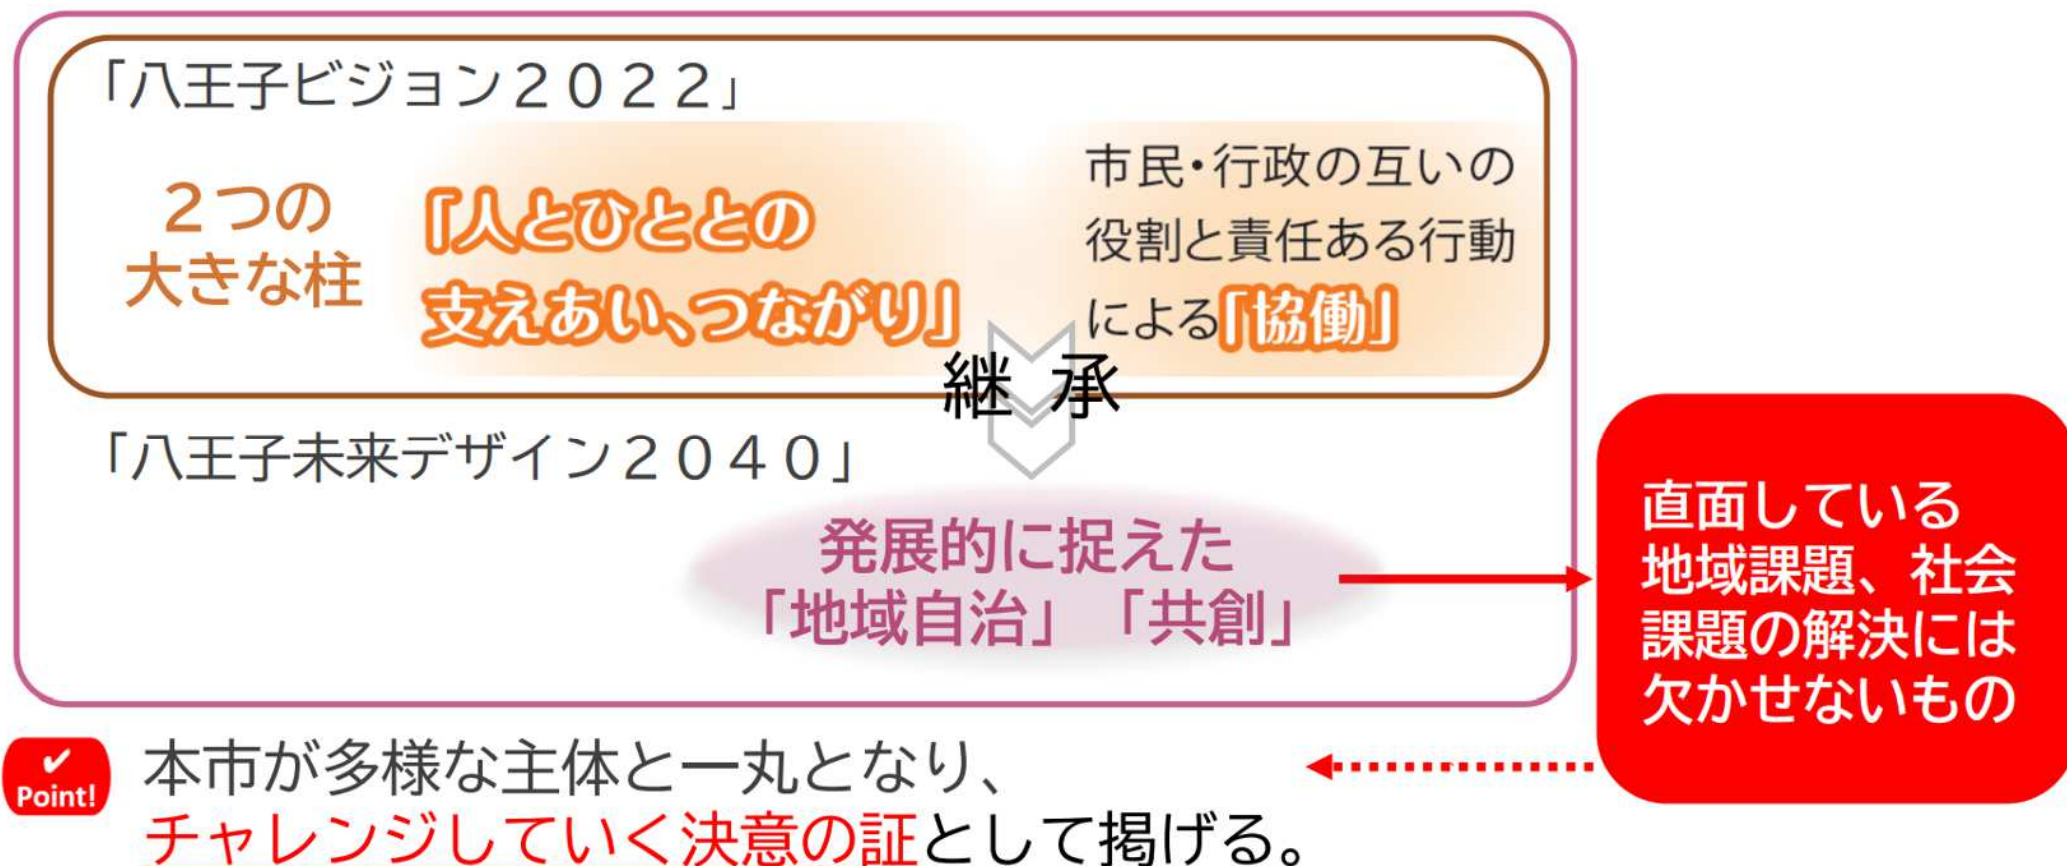 「八王子ビジョン２０２２」
２つの
大きな柱
「人とひととの
支えあい、つながり」
市民・行政の互いの
役割と責任ある行動
による「協働」
継 承
「八王子未来デザイン２０４０」
発展的に捉えた
「地域自治」「共創」
直面している
地域課題、社会
課題の解決には
欠かせないもの
✔
Point!
本市が多様な主体と一丸となり、
チャレンジしていく決意の証として掲げる。